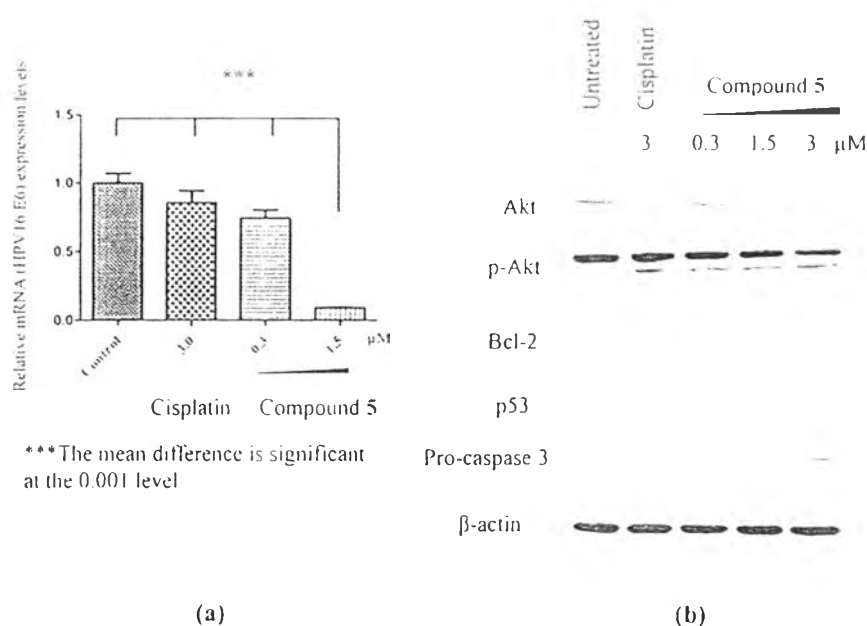 Relative mRNA (HPV16 E6) expression levels
***
1.5
1.0
0.5
0.0
Control
3.0
0.3
1.5
μM
Cisplatin
Compound 5
***The mean difference is significant
at the 0.001 level
(a)
Untreated
Cisplatin
Compound 5
3
0.3
1.5
3
μM
Akt
p-Akt
Bcl-2
p53
Pro-caspase 3
β-actin
(b)